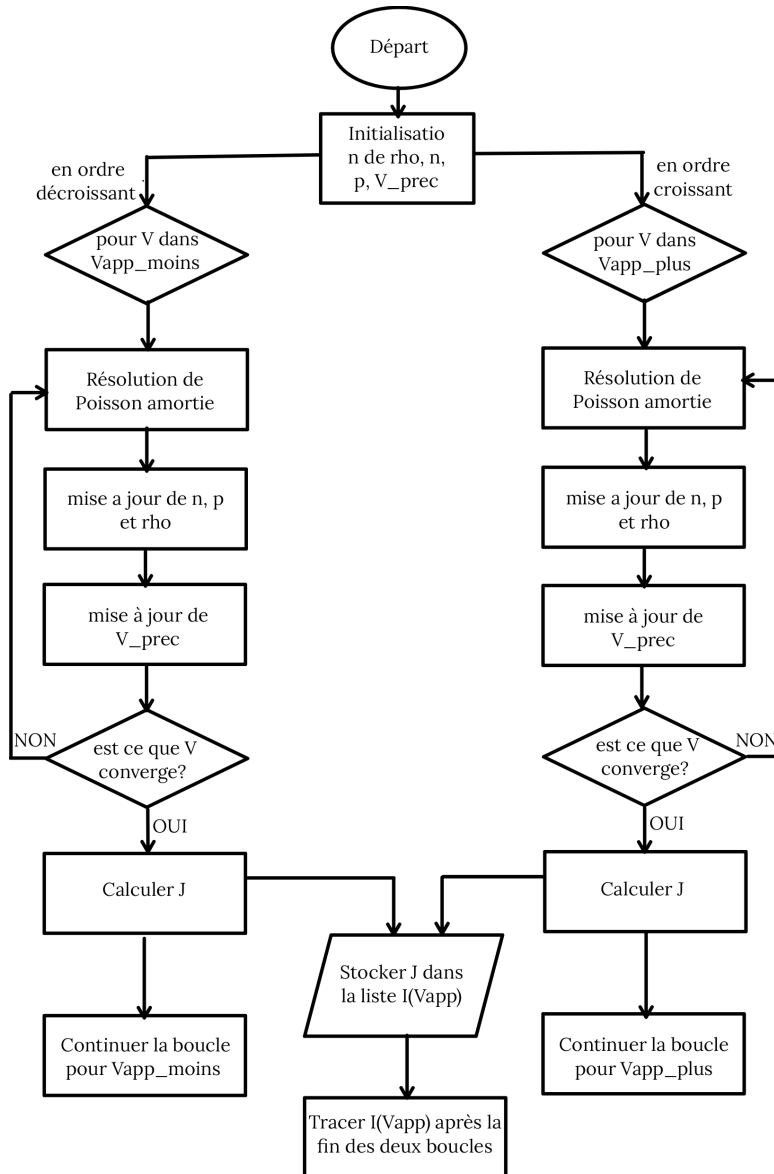 Départ
Initialisatio
n de rho, n,
p, V_prec
en ordre
décroissant
en ordre
croissant
pour V dans
Vapp_moins
pour V dans
Vapp_plus
Résolution de
Poisson amortie
Résolution de
Poisson amortie
mise a jour de n, p
et rho
mise a jour de n, p
et rho
mise à jour de
V_prec
mise à jour de
V_prec
NON
est ce que V
converge?
est ce que V
converge?
NON
OUI
OUI
Calculer J
Calculer J
Stocker J dans
la liste I(Vapp)
Continuer la boucle
pour Vapp_moins
Continuer la boucle
pour Vapp_plus
Tracer I(Vapp) après la
fin des deux boucles